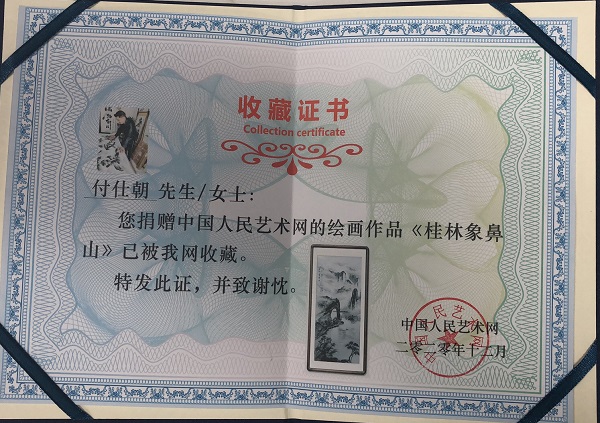 收藏证书
Collection certificate
付仕朝 先生/女士:
您捐赠中国人民艺术网的绘画作品《桂林象鼻
山》已被我网收藏。
特发此证，并致谢忱。
中国人民艺术网
二〇二〇年十二月